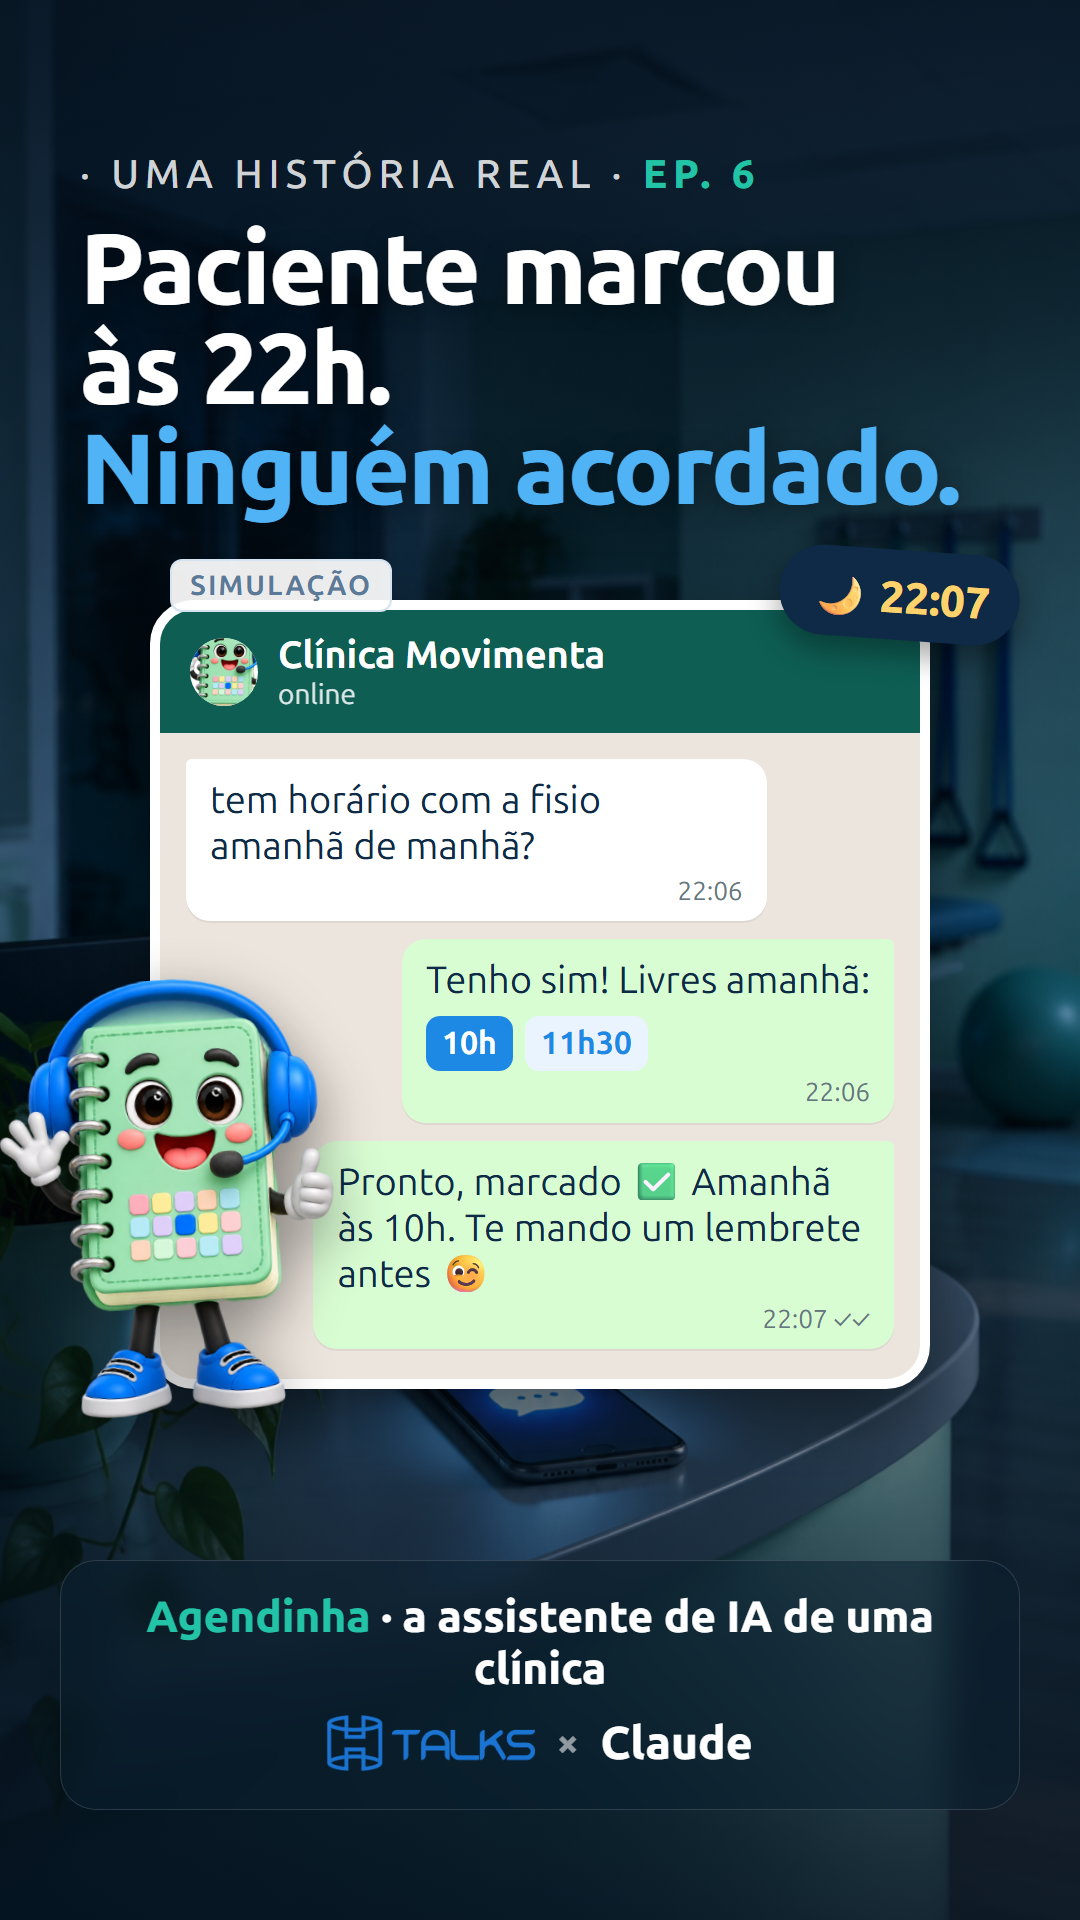 · UMA HISTÓRIA REAL · EP. 6
Paciente marcou
às 22h.
Ninguém acordado.
SIMULAÇÃO
🌙 22:07
Clínica Movimenta
online
tem horário com a fisio
amanhã de manhã?
22:06
Tenho sim! Livres amanhã:
10h 11h30
22:06
Pronto, marcado ✅ Amanhã
às 10h. Te mando um lembrete
antes 😉
22:07 ✓✓
Agendinha · a assistente de IA de uma
clínica
TALKS × Claude